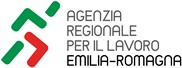 AGENZIA
REGIONALE
PER IL LAVORO
EMILIA-ROMAGNA